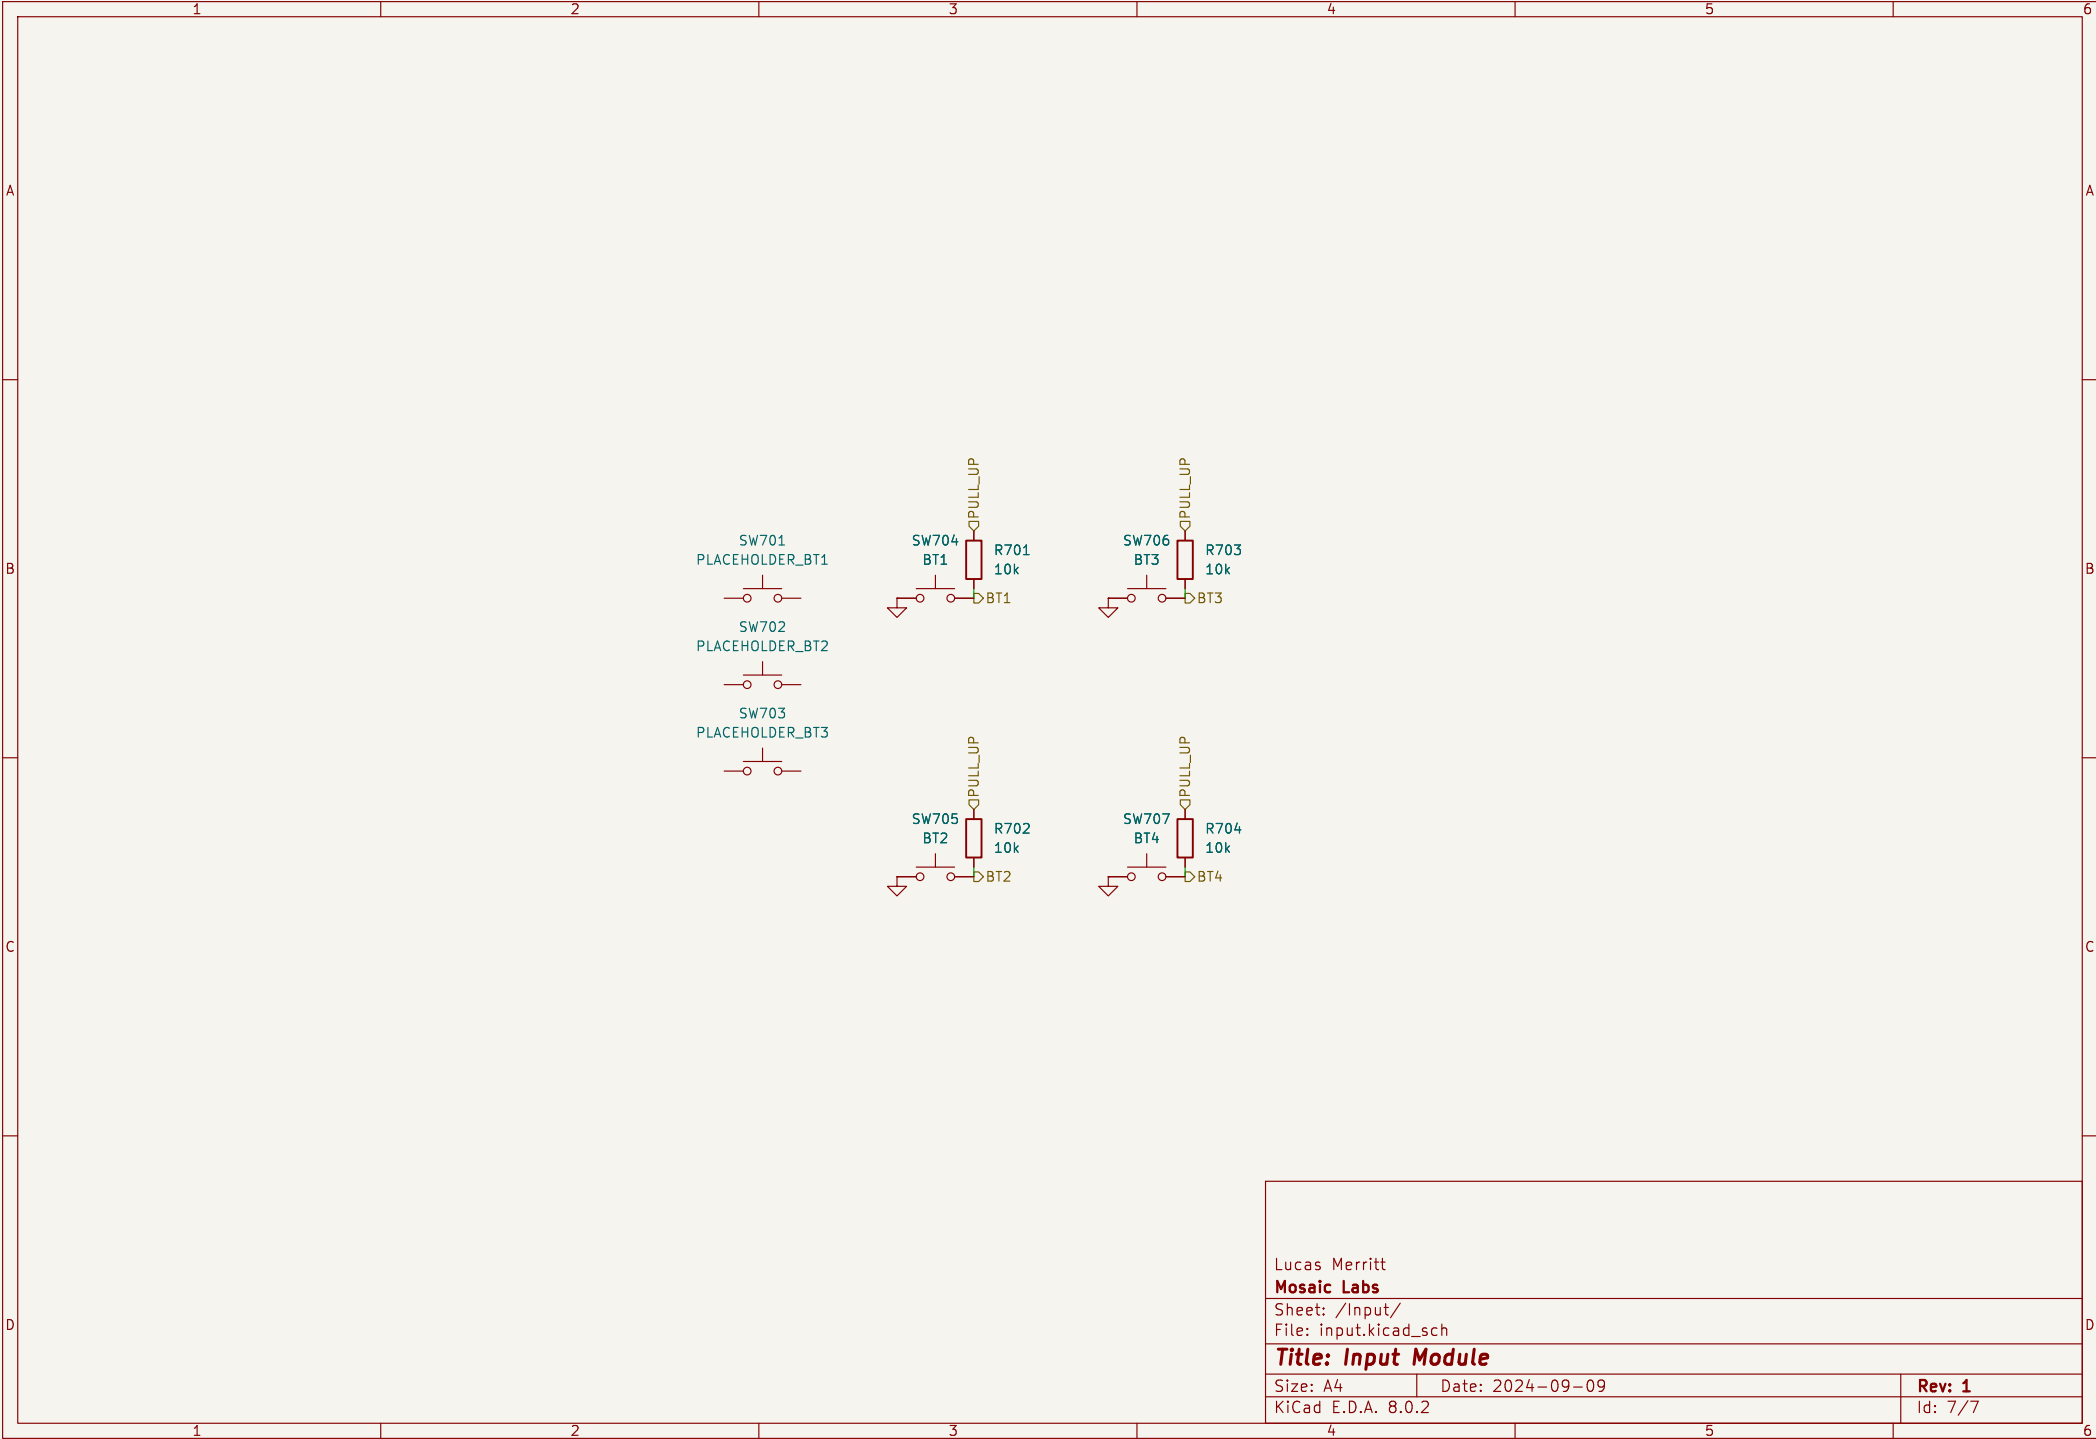 1 2 3 4 5 6
A A
PULL_UP PULL_UP
SW701
PLACEHOLDER_BT1
SW704
BT1
R701
10k
BT1
SW706
BT3
R703
10k
BT3
B B
SW702
PLACEHOLDER_BT2
SW703
PLACEHOLDER_BT3
PULL_UP PULL_UP
SW705
BT2
R702
10k
BT2
SW707
BT4
R704
10k
BT4
C C
Lucas Merritt
Mosaic Labs
Sheet: /Input/
File: input.kicad_sch
D D
Title: Input Module
Size: A4 Date: 2024-09-09 Rev: 1
KiCad E.D.A. 8.0.2 Id: 7/7
1 2 3 4 5 6